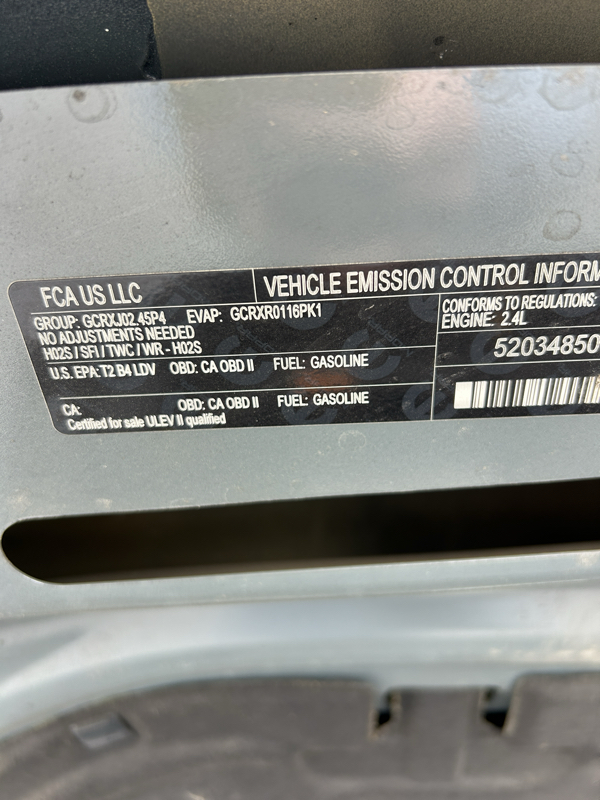 FCA US LLC
VEHICLE EMISSION CONTROL INFORM
GROUP: GCRXJ02.45P4 EVAP: GCRXR0116PK1
NO ADJUSTMENTS NEEDED
H02S / SFI / TWC / WR - H02S
U.S. EPA: T2 B4 LDV OBD: CA OBD II FUEL: GASOLINE
CA: OBD: CA OBD II FUEL: GASOLINE
Certified for sale ULEV II qualified
CONFORMS TO REGULATIONS:
ENGINE: 2.4L
52034850